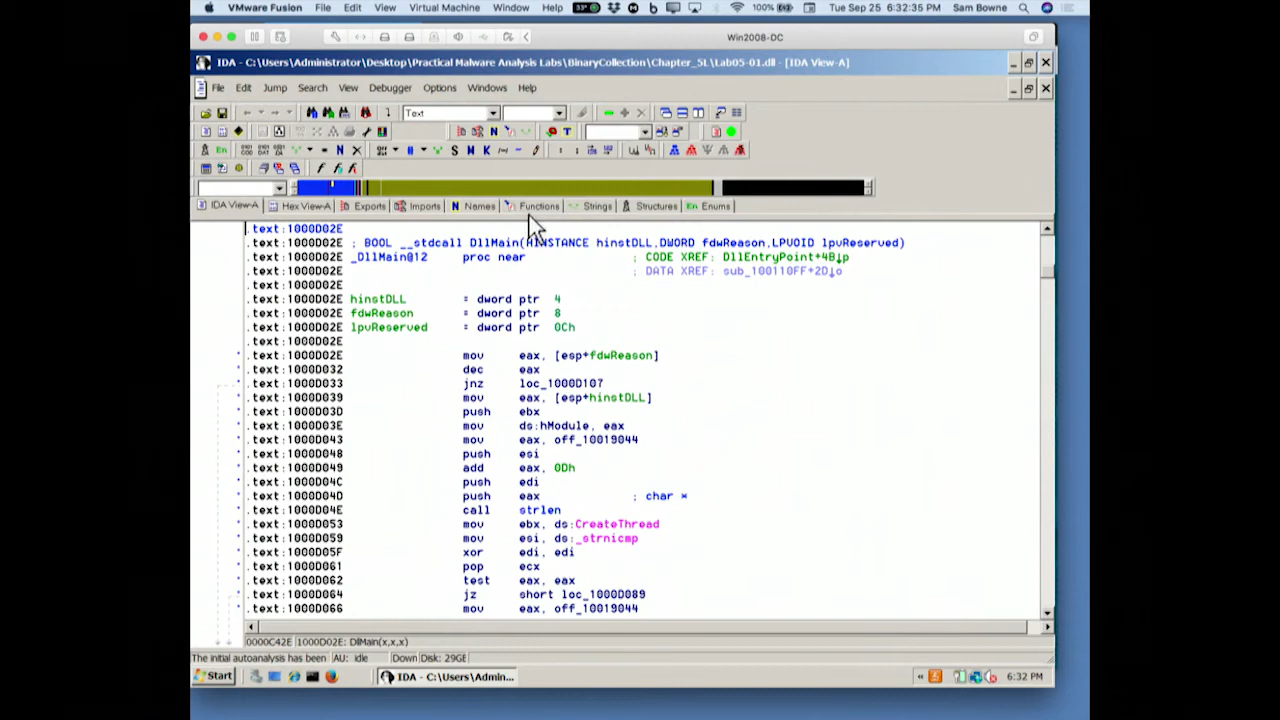 VMware Fusion File Edit View Virtual Machine Window Help 100% Tue Sep 25 6:32:35 PM Sam Bowne
Win2008-DC
IDA - C:\Users\Administrator\Desktop\Practical Malware Analysis Labs\BinaryCollection\Chapter_5L\Lab05-01.dll - [IDA View-A]
File Edit Jump Search View Debugger Options Windows Help
Text
IDA View-A Hex View-A Exports Imports N Names Functions Strings Structures En Enums
.text:1000D02E
.text:1000D02E ; BOOL __stdcall DllMain(HINSTANCE hinstDLL,DWORD fdwReason,LPVOID lpvReserved)
.text:1000D02E _DllMain@12 proc near ; CODE XREF: DllEntryPoint+4B↓p
.text:1000D02E ; DATA XREF: sub_100110FF+2D↓o
.text:1000D02E
.text:1000D02E hinstDLL = dword ptr 4
.text:1000D02E fdwReason = dword ptr 8
.text:1000D02E lpvReserved = dword ptr 0Ch
.text:1000D02E
.text:1000D02E mov eax, [esp+fdwReason]
.text:1000D032 dec eax
.text:1000D033 jnz loc_1000D107
.text:1000D039 mov eax, [esp+hinstDLL]
.text:1000D03D push ebx
.text:1000D03E mov ds:hModule, eax
.text:1000D043 mov eax, off_10019044
.text:1000D048 push esi
.text:1000D049 add eax, 0Dh
.text:1000D04C push edi
.text:1000D04D push eax ; char *
.text:1000D04E call strlen
.text:1000D053 mov ebx, ds:CreateThread
.text:1000D059 mov esi, ds:_strnicmp
.text:1000D05F xor edi, edi
.text:1000D061 pop ecx
.text:1000D062 test eax, eax
.text:1000D064 jz short loc_1000D089
.text:1000D066 mov eax, off_10019044
0000C42E 1000D02E: DllMain(x,x,x)
The initial autoanalysis has been AU: idle Down Disk: 29GB
Start IDA - C:\Users\Admin... « 6:32 PM